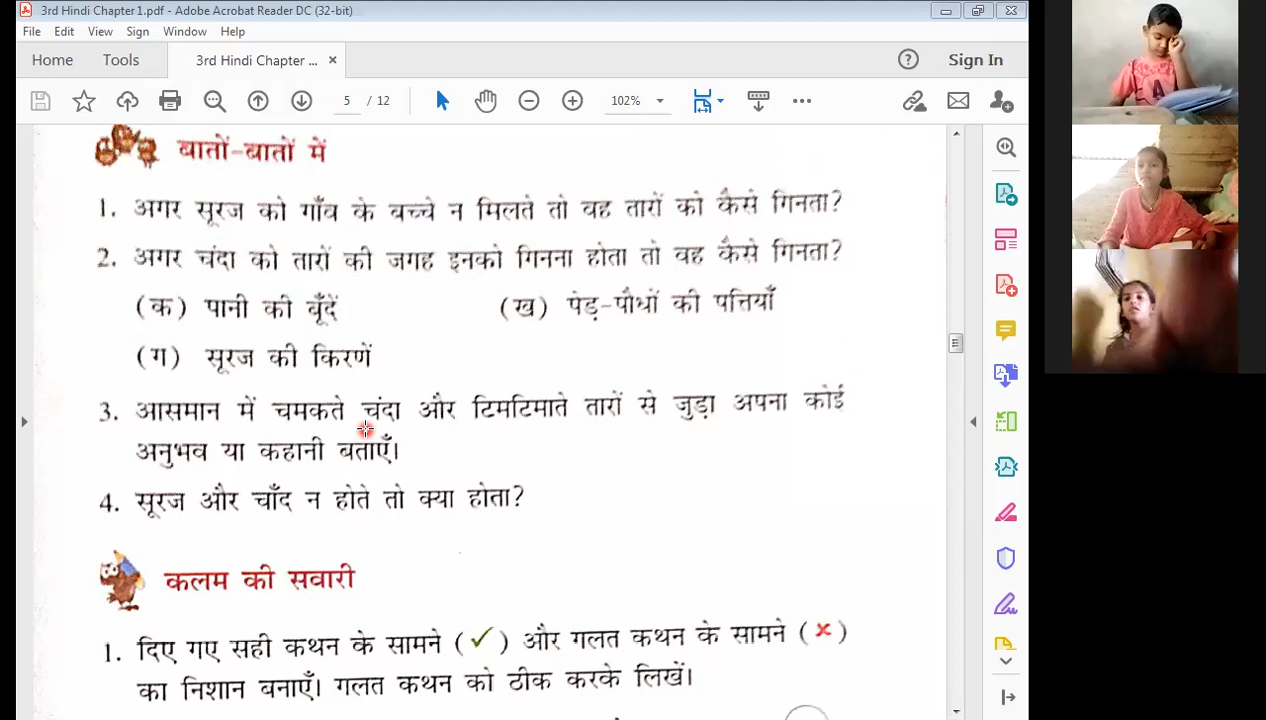 3rd Hindi Chapter 1.pdf - Adobe Acrobat Reader DC (32-bit)
File Edit View Sign Window Help
Home Tools 3rd Hindi Chapter ... × ? Sign In
5 / 12 102%
बातों-बातों में
1. अगर सूरज को गाँव के बच्चे न मिलते तो वह तारों को कैसे गिनता?
2. अगर चंदा को तारों की जगह इनको गिनना होता तो वह कैसे गिनता?
(क) पानी की बूँदें (ख) पेड़-पौधों की पत्तियाँ
(ग) सूरज की किरणें
3. आसमान में चमकते चंदा और टिमटिमाते तारों से जुड़ा अपना कोई
अनुभव या कहानी बताएँ।
4. सूरज और चाँद न होते तो क्या होता?
कलम की सवारी
1. दिए गए सही कथन के सामने (✓) और गलत कथन के सामने (×)
का निशान बनाएँ। गलत कथन को ठीक करके लिखें।